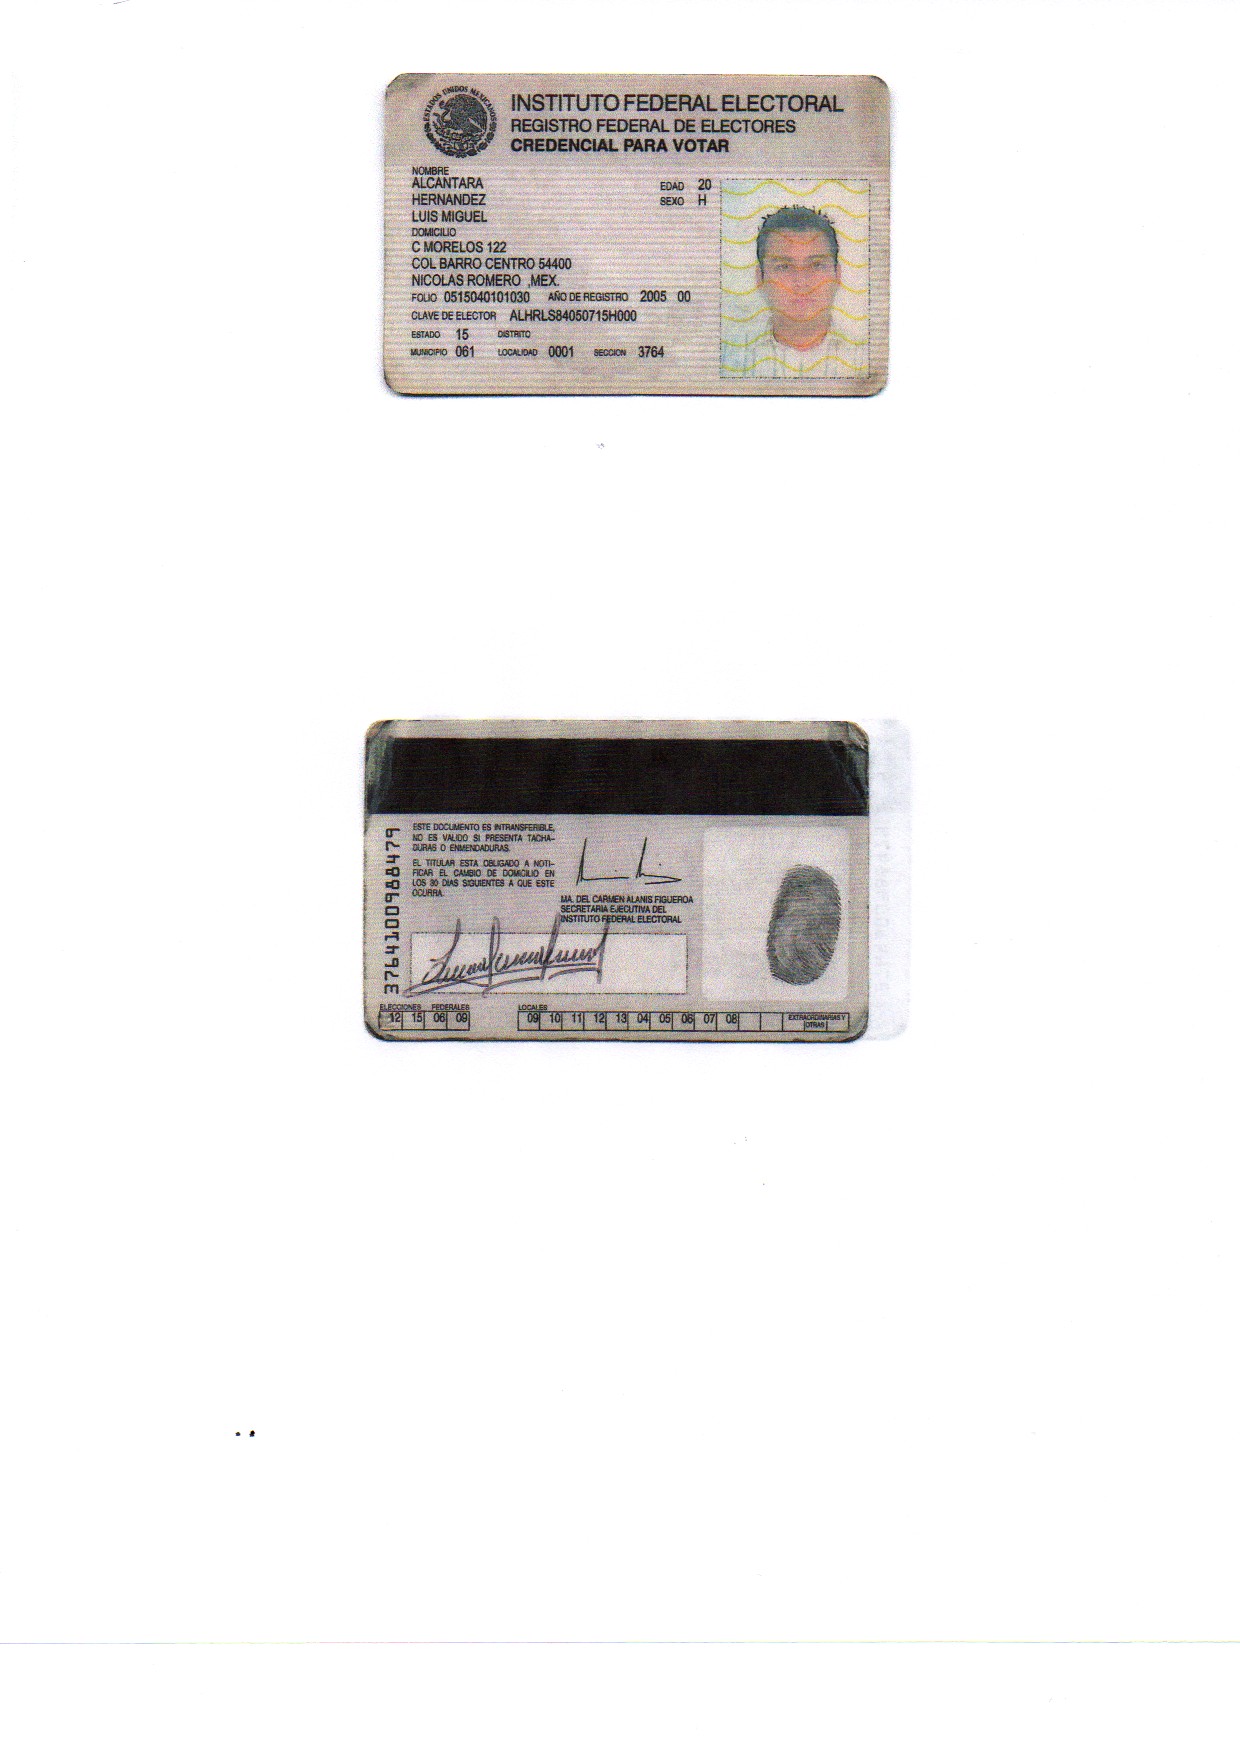 ESTADOS UNIDOS MEXICANOS
INSTITUTO FEDERAL ELECTORAL
REGISTRO FEDERAL DE ELECTORES
CREDENCIAL PARA VOTAR
NOMBRE
ALCANTARA
HERNANDEZ
LUIS MIGUEL
EDAD 20
SEXO H
DOMICILIO
C MORELOS 122
COL BARRO CENTRO 54400
NICOLAS ROMERO ,MEX.
FOLIO 0515040101030 AÑO DE REGISTRO 2005 00
CLAVE DE ELECTOR ALHRLS84050715H000
ESTADO 15 DISTRITO
MUNICIPIO 061 LOCALIDAD 0001 SECCION 3764
3764100988479
ESTE DOCUMENTO ES INTRANSFERIBLE,
NO ES VALIDO SI PRESENTA TACHA-
DURAS O ENMENDADURAS.
EL TITULAR ESTA OBLIGADO A NOTI-
FICAR EL CAMBIO DE DOMICILIO EN
LOS 30 DIAS SIGUIENTES A QUE ESTE
OCURRA.
MA. DEL CARMEN ALANIS FIGUEROA
SECRETARIA EJECUTIVA DEL
INSTITUTO FEDERAL ELECTORAL
ELECCIONES FEDERALES
12 15 06 09
LOCALES
09 10 11 12 13 04 05 06 07 08
EXTRAORDINARIAS Y
OTRAS